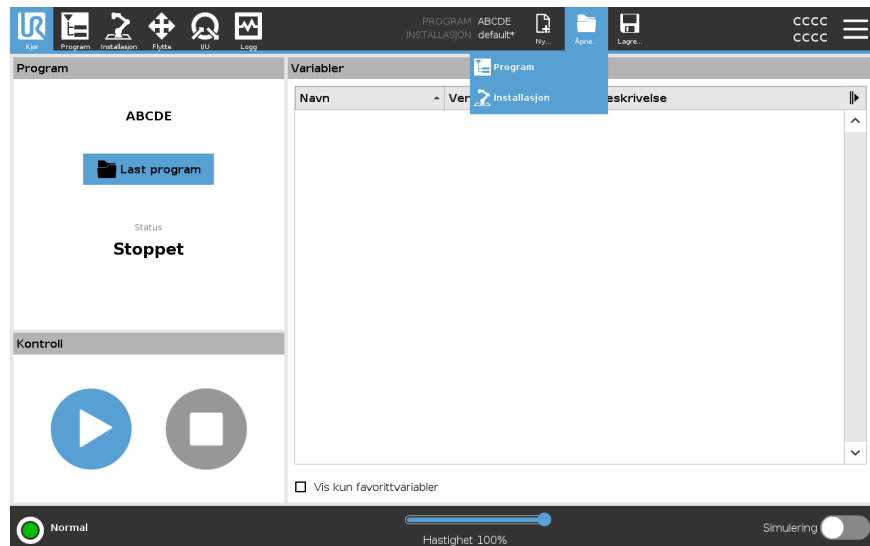 Kjør Program Installasjon Flytte I/U Logg
PROGRAM ABCDE
INSTALLASJON default*
Ny... Åpne... Lagre...
CCCC
CCCC
Program
Variabler
Program
Installasjon
Navn Ver eskrivelse
ABCDE
Last program
Status
Stoppet
Kontroll
Vis kun favorittvariabler
Normal
Hastighet 100%
Simulering